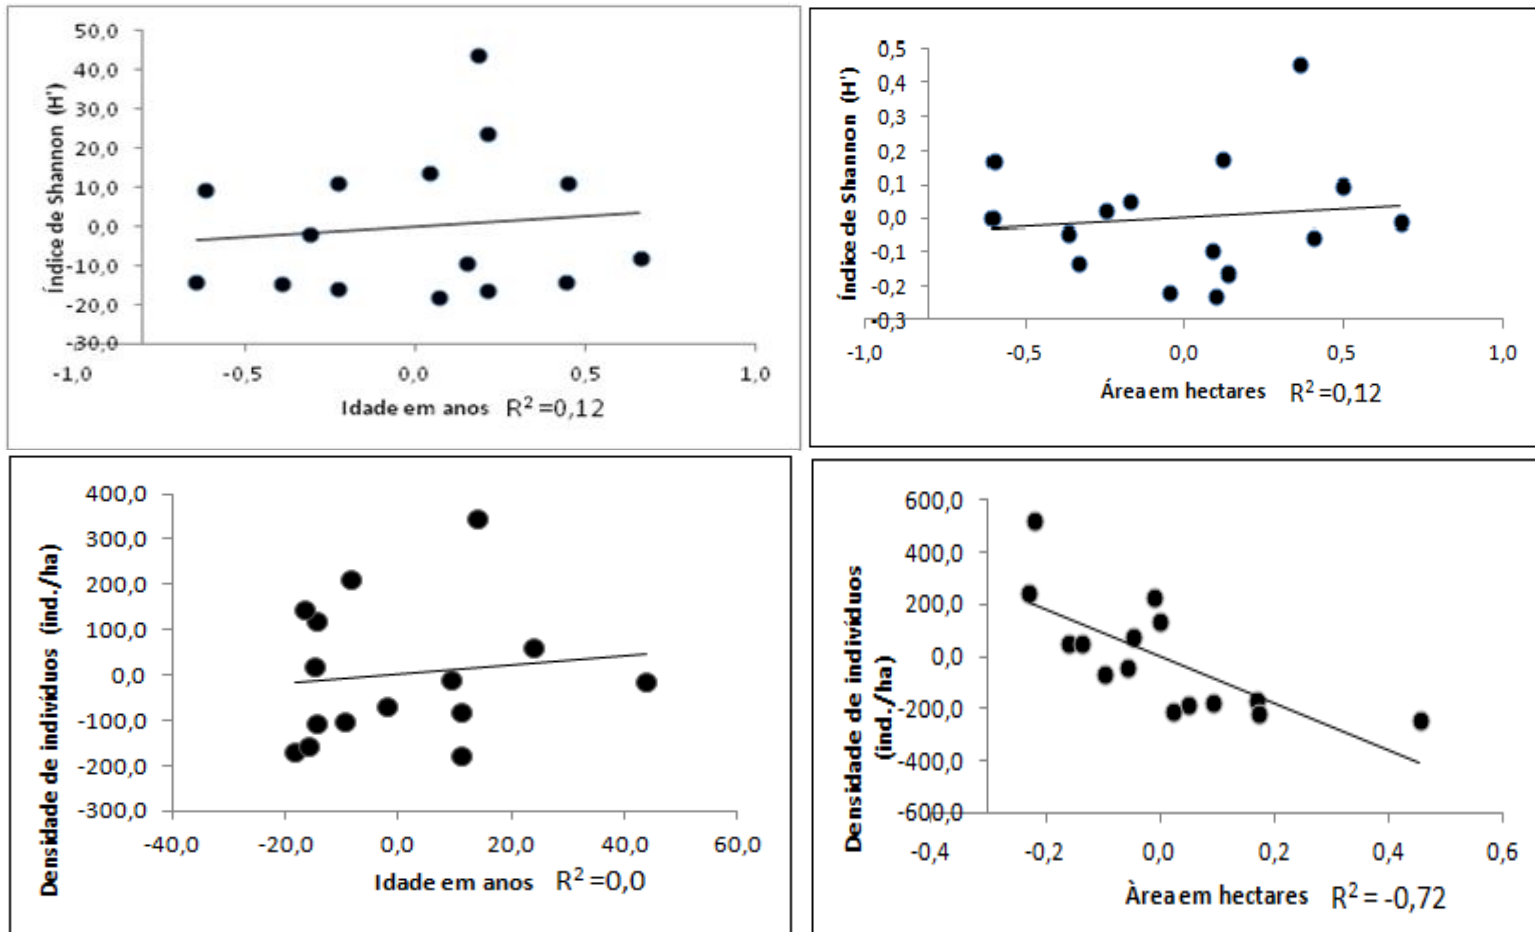 50,0
40,0
30,0
20,0
10,0
0,0
-10,0
-20,0
-30,0
-1,0 -0,5 0,0 0,5 1,0
Índice de Shannon (H')
Idade em anos R²=0,12
0,5
0,4
0,3
0,2
0,1
0,0
-0,1
-0,2
-0,3
-1,0 -0,5 0,0 0,5 1,0
Índice de Shannon (H')
Área em hectares R²=0,12
400,0
300,0
200,0
100,0
0,0
-100,0
-200,0
-300,0
-40,0 -20,0 0,0 20,0 40,0 60,0
Densidade de indivíduos (ind./ha)
Idade em anos R²=0,0
600,0
400,0
200,0
0,0
-200,0
-400,0
-600,0
-0,4 -0,2 0,0 0,2 0,4 0,6
Densidade de indivíduos
(ind./ha)
Àrea em hectares R² = -0,72